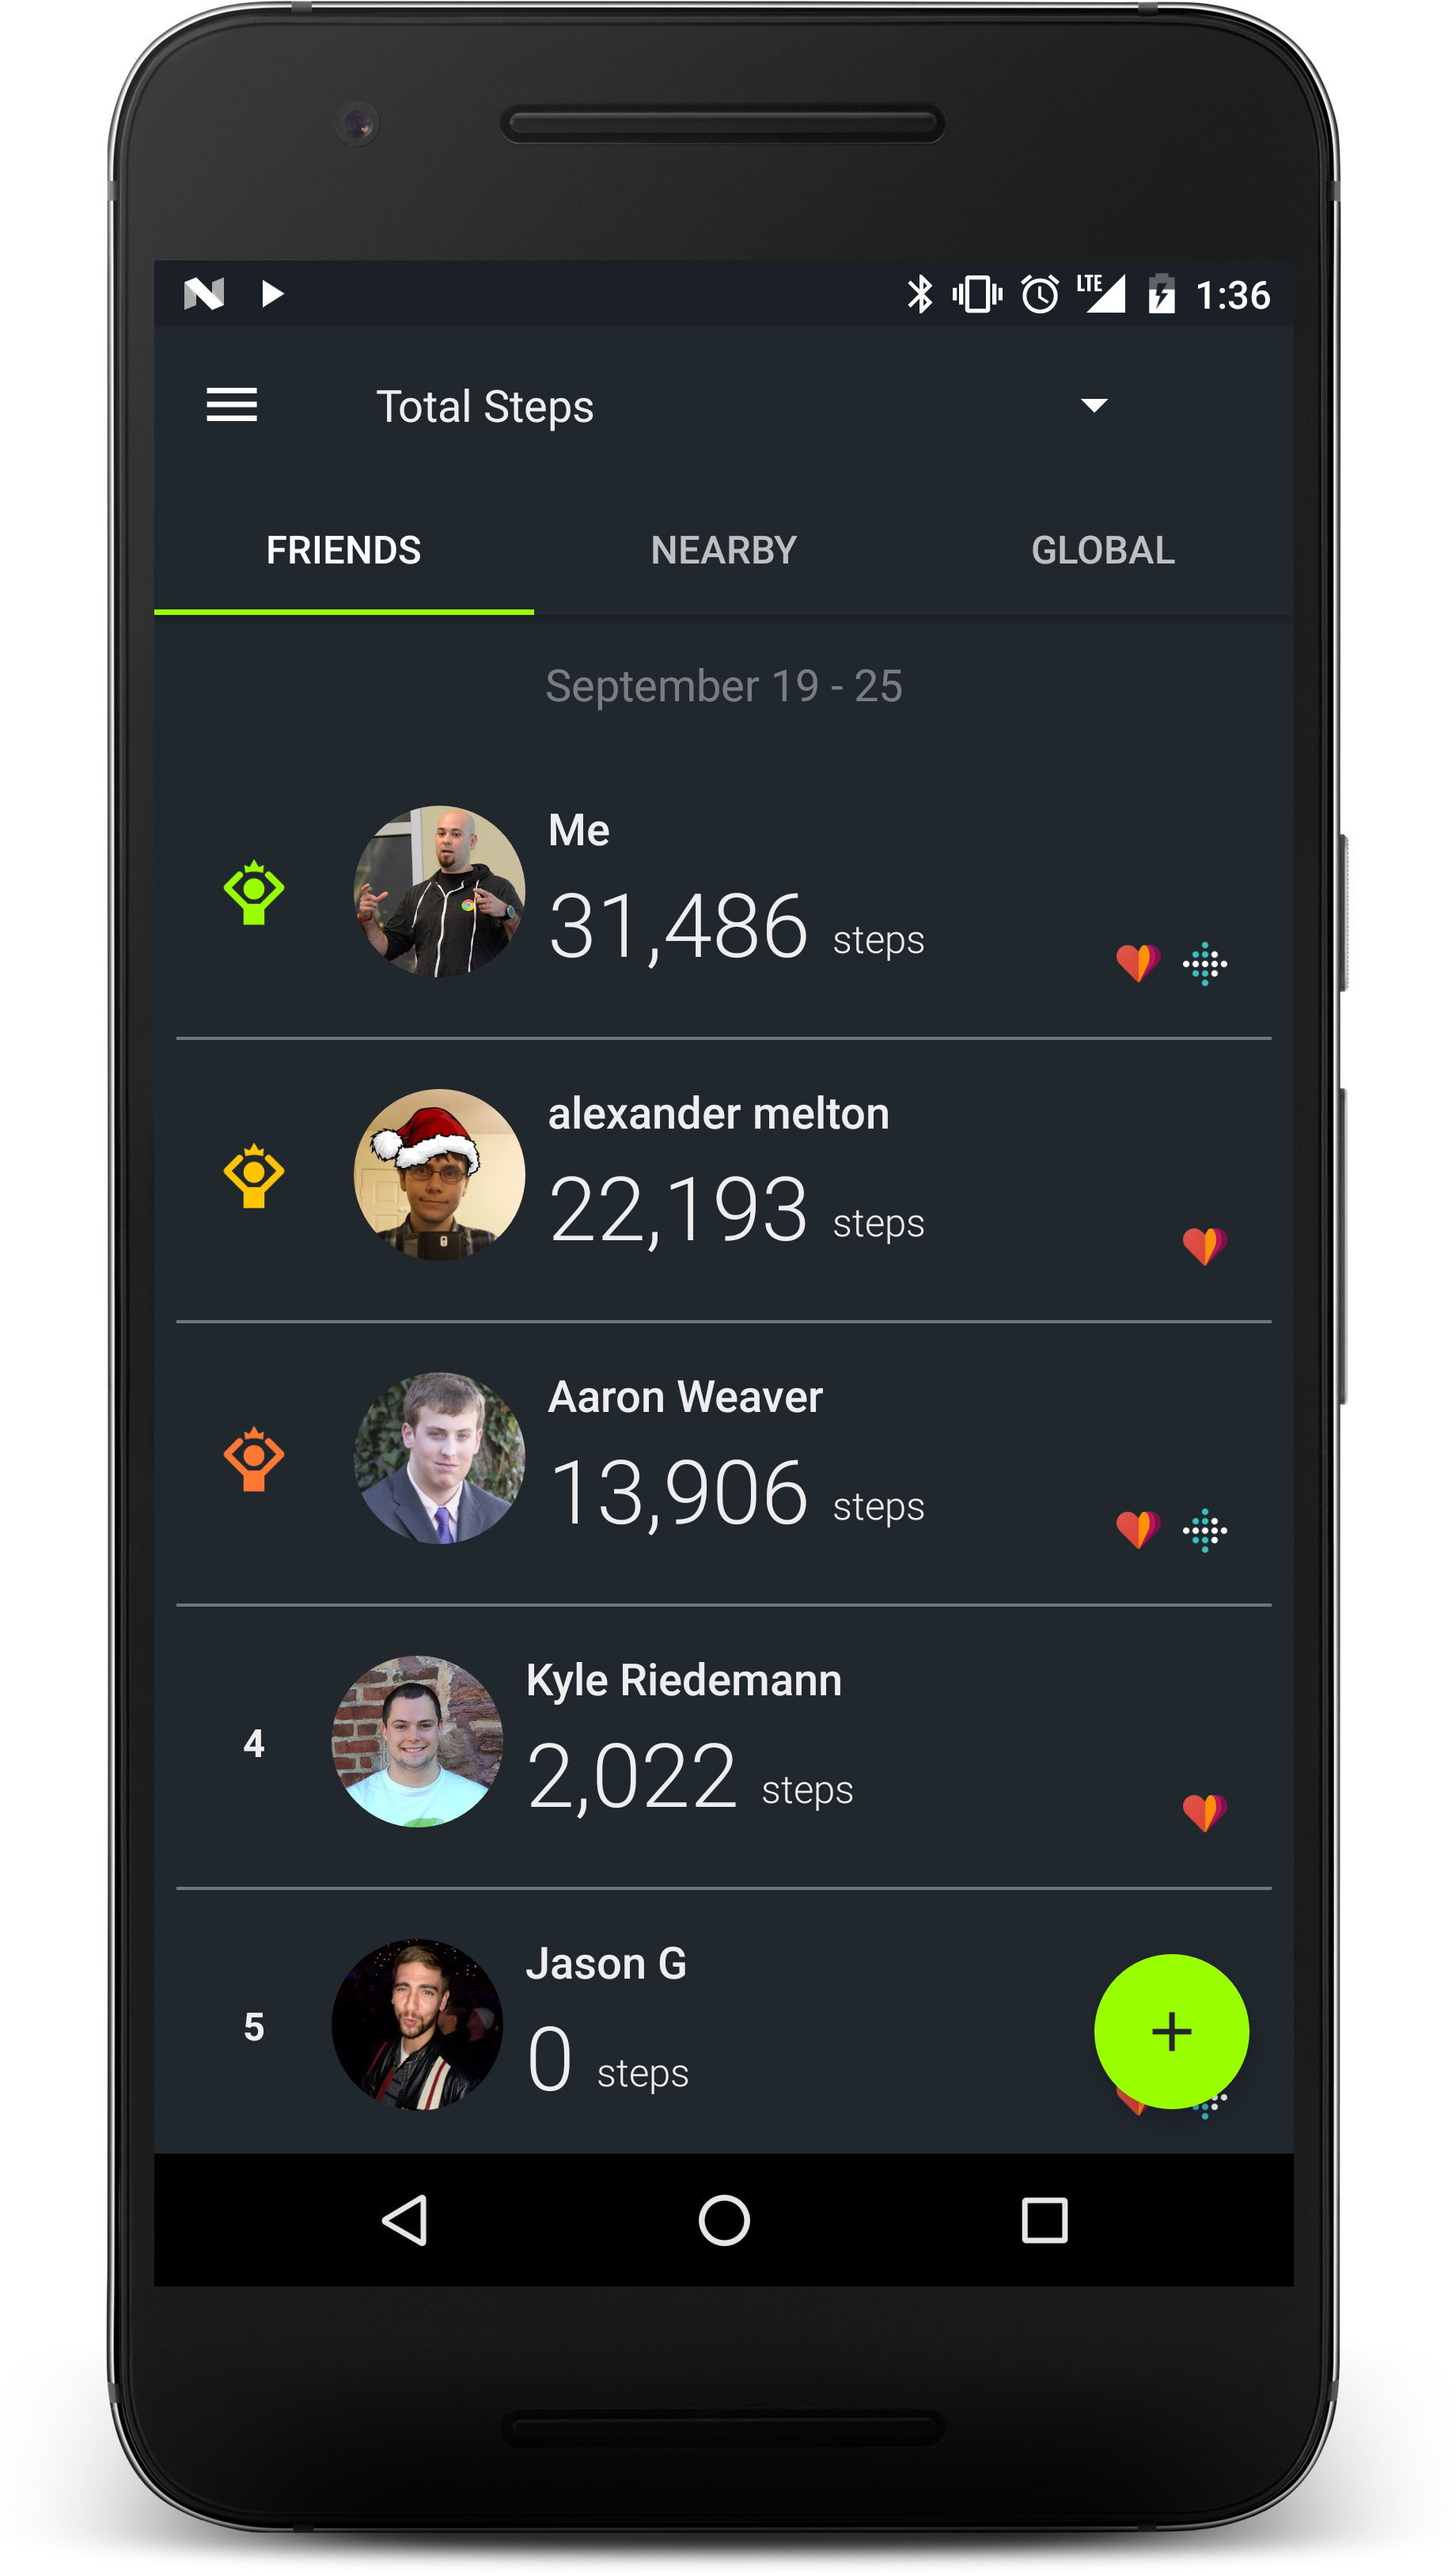 LTE 1:36
Total Steps
FRIENDS NEARBY GLOBAL
September 19 - 25
Me
31,486 steps
alexander melton
22,193 steps
Aaron Weaver
13,906 steps
4
Kyle Riedemann
2,022 steps
5
Jason G
0 steps
+